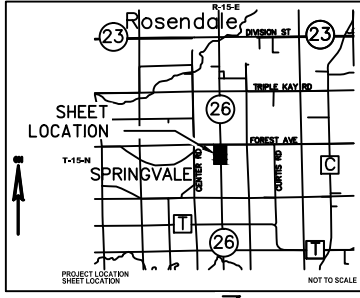 R-15-E
Rosendale
23
DIVISION ST
23
TRIPLE KAY RD
SHEET
LOCATION
26
FOREST AVE
T-15-N
SPRINGVALE
CENTER RD
CURTIS RD
C
T
26
T
PROJECT LOCATION
SHEET LOCATION
NOT TO SCALE